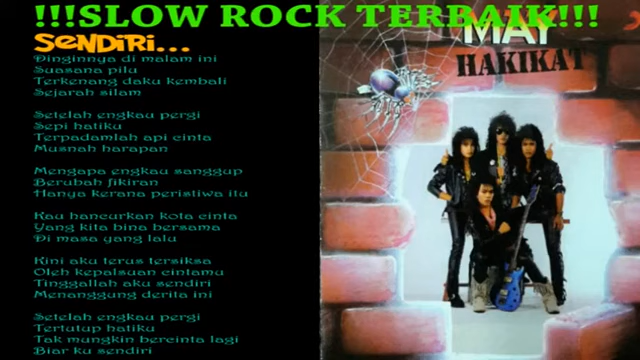 !!!SLOW ROCK TERBAIK!!!
SENDIRI...
Dinginnya di malam ini
Suasana pilu
Terkenang daku kembali
Sejarah silam
Setelah engkau pergi
Sepi hatiku
Terpadamlah api cinta
Musnah harapan
Mengapa engkau sanggup
Berubah fikiran
Hanya kerana peristiwa itu
Kau hancurkan kota cinta
Yang kita bina bersama
Di masa yang lalu
Kini aku terus tersiksa
Oleh kepalsuan cintamu
Tinggallah aku sendiri
Menanggung derita ini
Setelah engkau pergi
Tertutup hatiku
Tak mungkin bercinta lagi
Biar ku sendiri
MAY
HAKIKAT